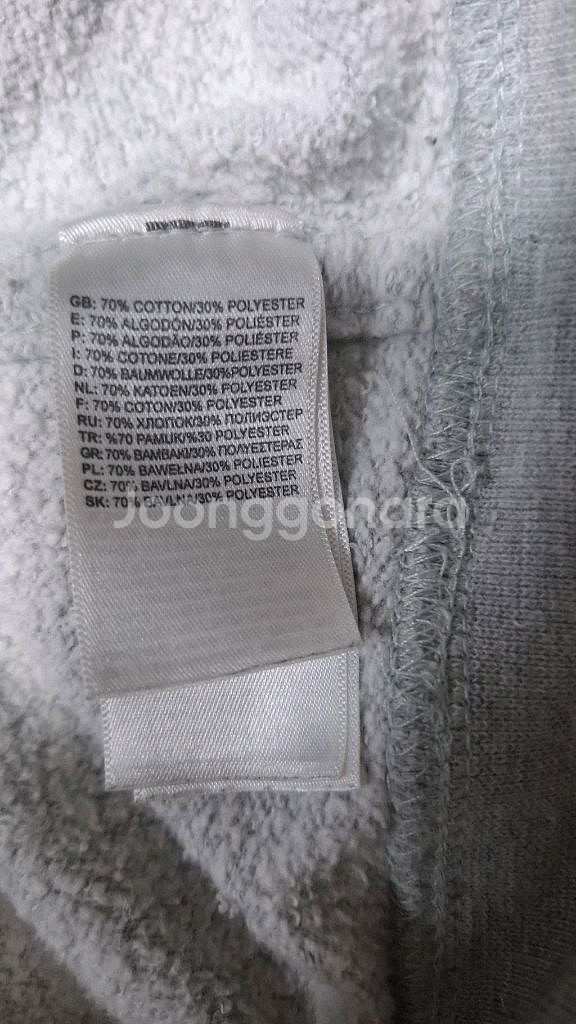 GB: 70% COTTON/30% POLYESTER
E: 70% ALGODÓN/30% POLIÉSTER
P: 70% ALGODÃO/30% POLIÉSTER
I: 70% COTONE/30% POLIESTERE
D: 70% BAUMWOLLE/30%POLYESTER
NL: 70% KATOEN/30% POLYESTER
F: 70% COTON/30% POLYESTER
RU: 70% ХЛОПОК/30% ПОЛИЭСТЕР
TR: %70 PAMUK/%30 POLYESTER
GR: 70% ΒΑΜΒΑΚΙ/30% ΠΟΛΥΕΣΤΕΡΑΣ
PL: 70% BAWEŁNA/30% POLIESTER
CZ: 70% BAVLNA/30% POLYESTER
SK: 70% BAVLNA/30% POLYESTER
Joonggonara